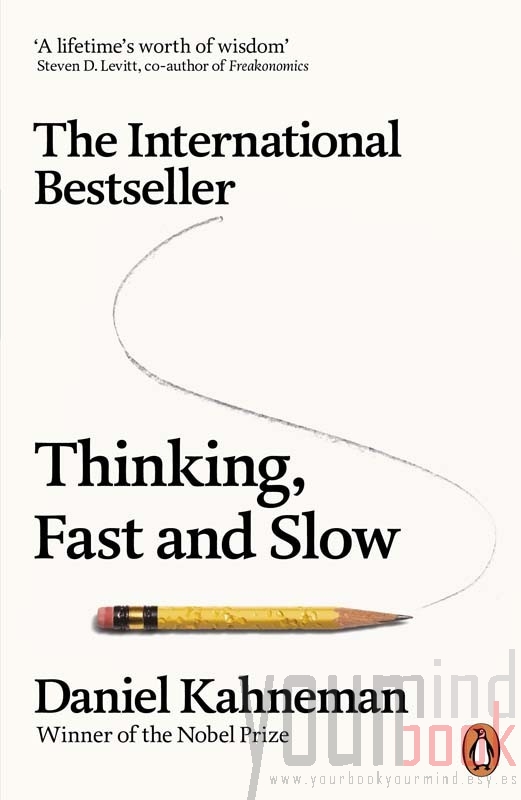 ‘A lifetime’s worth of wisdom’
Steven D. Levitt, co-author of Freakonomics
The International
Bestseller
Thinking,
Fast and Slow
Daniel Kahneman
Winner of the Nobel Prize
yourmind
yourbook
www.yourbookyourmind.esy.es